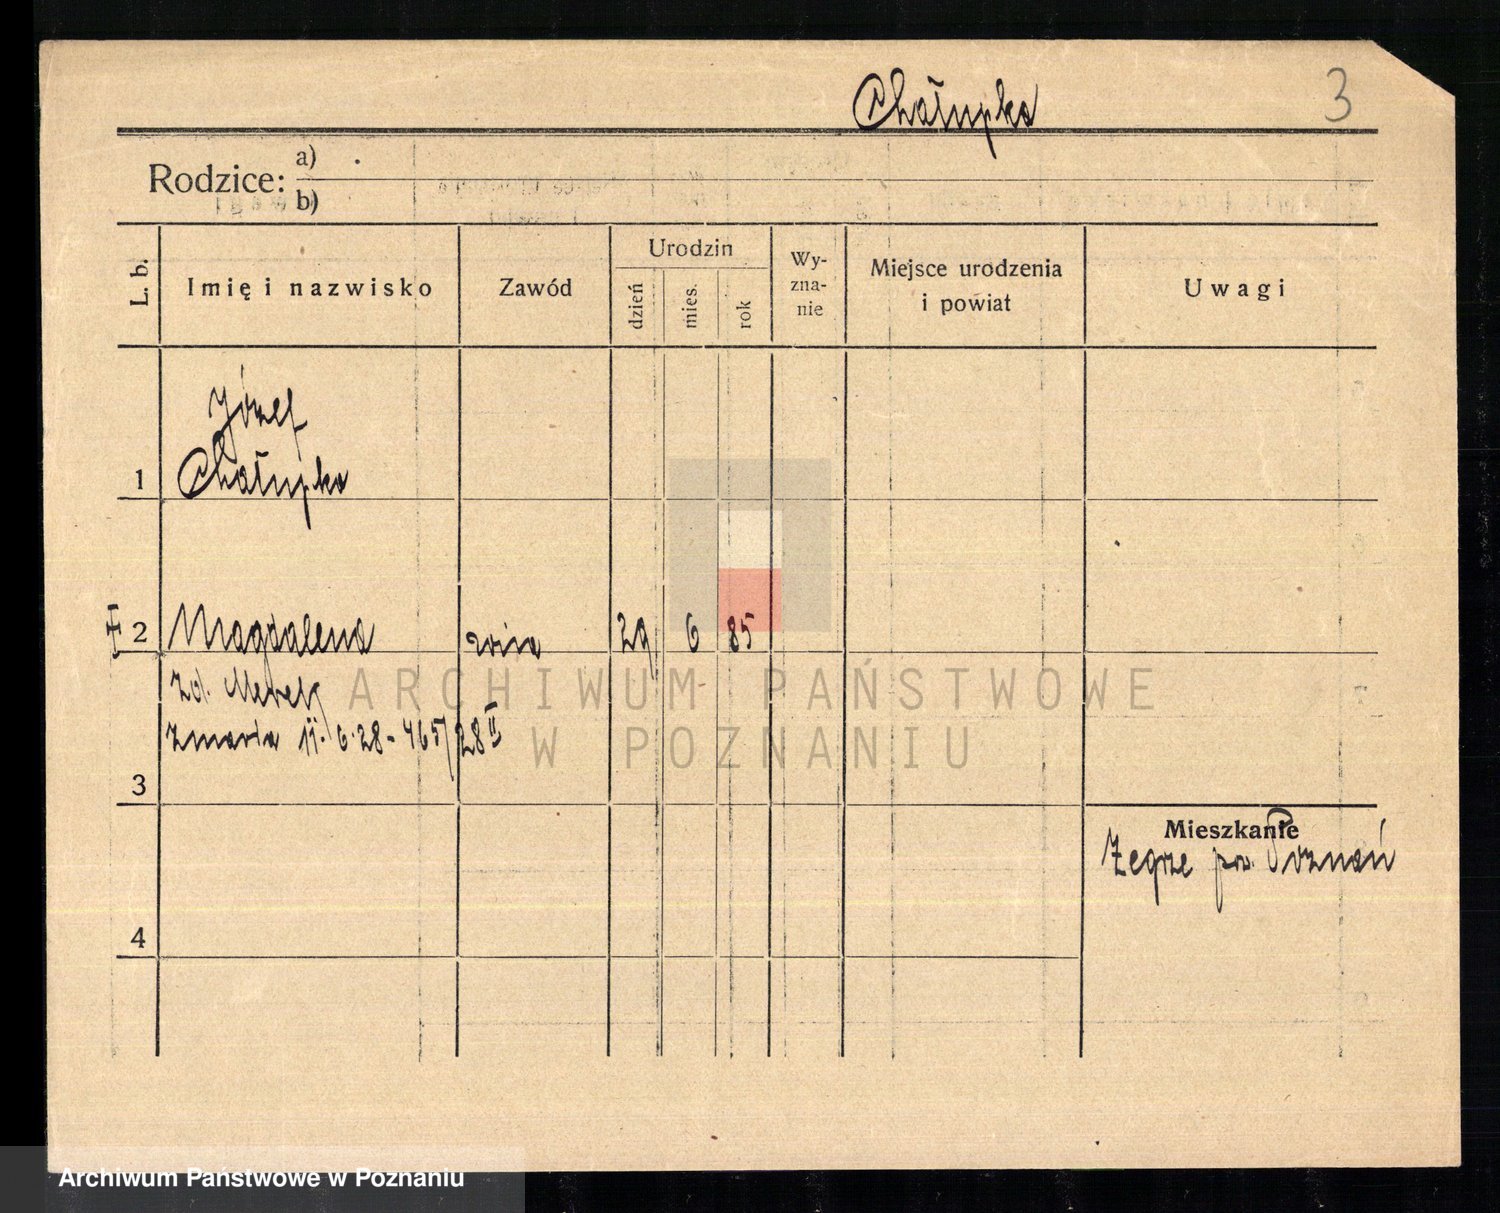 Chałupka
3
Rodzice: a)
b)
L. b.
Imię i nazwisko
Zawód
Urodzin
dzień
mies.
rok
Wy-
zna-
nie
Miejsce urodzenia
i powiat
Uwagi
Józef
1 Chałupka
2 Magdalena 29 6 85
zd.
zmarła 11.6.28 - 465/28 II
3
Mieszkanie
Żegrze pow. Poznań
4
ARCHIWUM PAŃSTWOWE
W POZNANIU
Archiwum Państwowe w Poznaniu